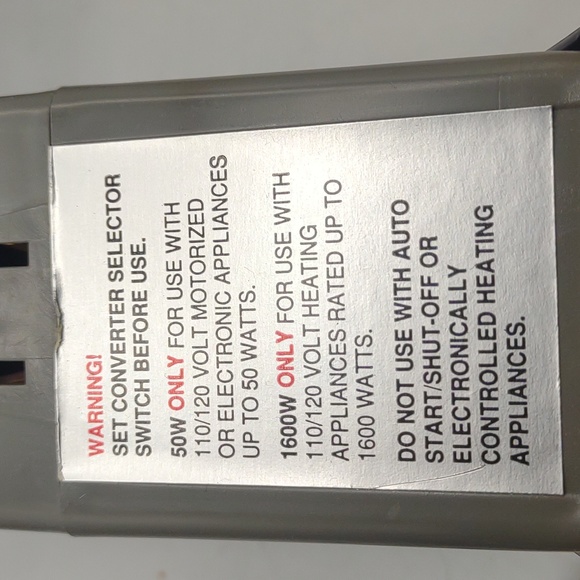 WARNING!
SET CONVERTER SELECTOR
SWITCH BEFORE USE.
50W ONLY FOR USE WITH
110/120 VOLT MOTORIZED
OR ELECTRONIC APPLIANCES
UP TO 50 WATTS.
1600W ONLY FOR USE WITH
110/120 VOLT HEATING
APPLIANCES RATED UP TO
1600 WATTS.
DO NOT USE WITH AUTO
START/SHUT-OFF OR
ELECTRONICALLY
CONTROLLED HEATING
APPLIANCES.